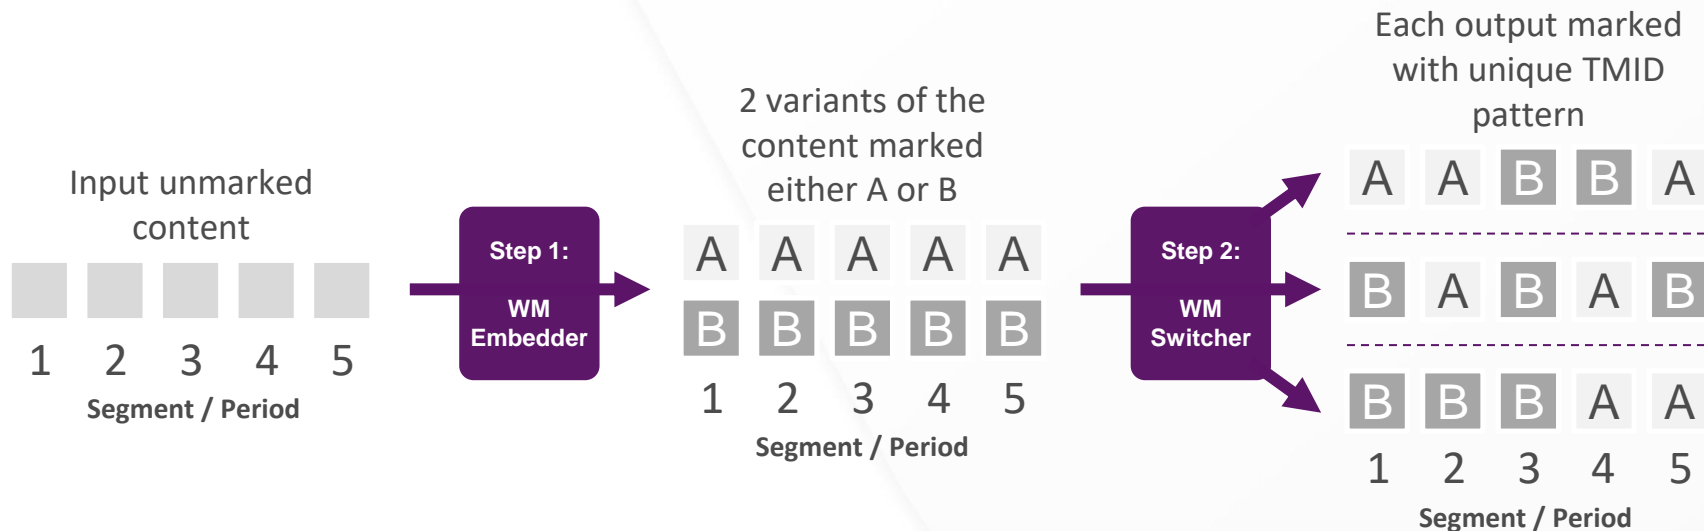 Input unmarked
content
1 2 3 4 5
Segment / Period
Step 1:
WM
Embedder
2 variants of the
content marked
either A or B
A A A A A
B B B B B
1 2 3 4 5
Segment / Period
Step 2:
WM
Switcher
Each output marked
with unique TMID
pattern
A A B B A
B A B A B
B B B A A
1 2 3 4 5
Segment / Period